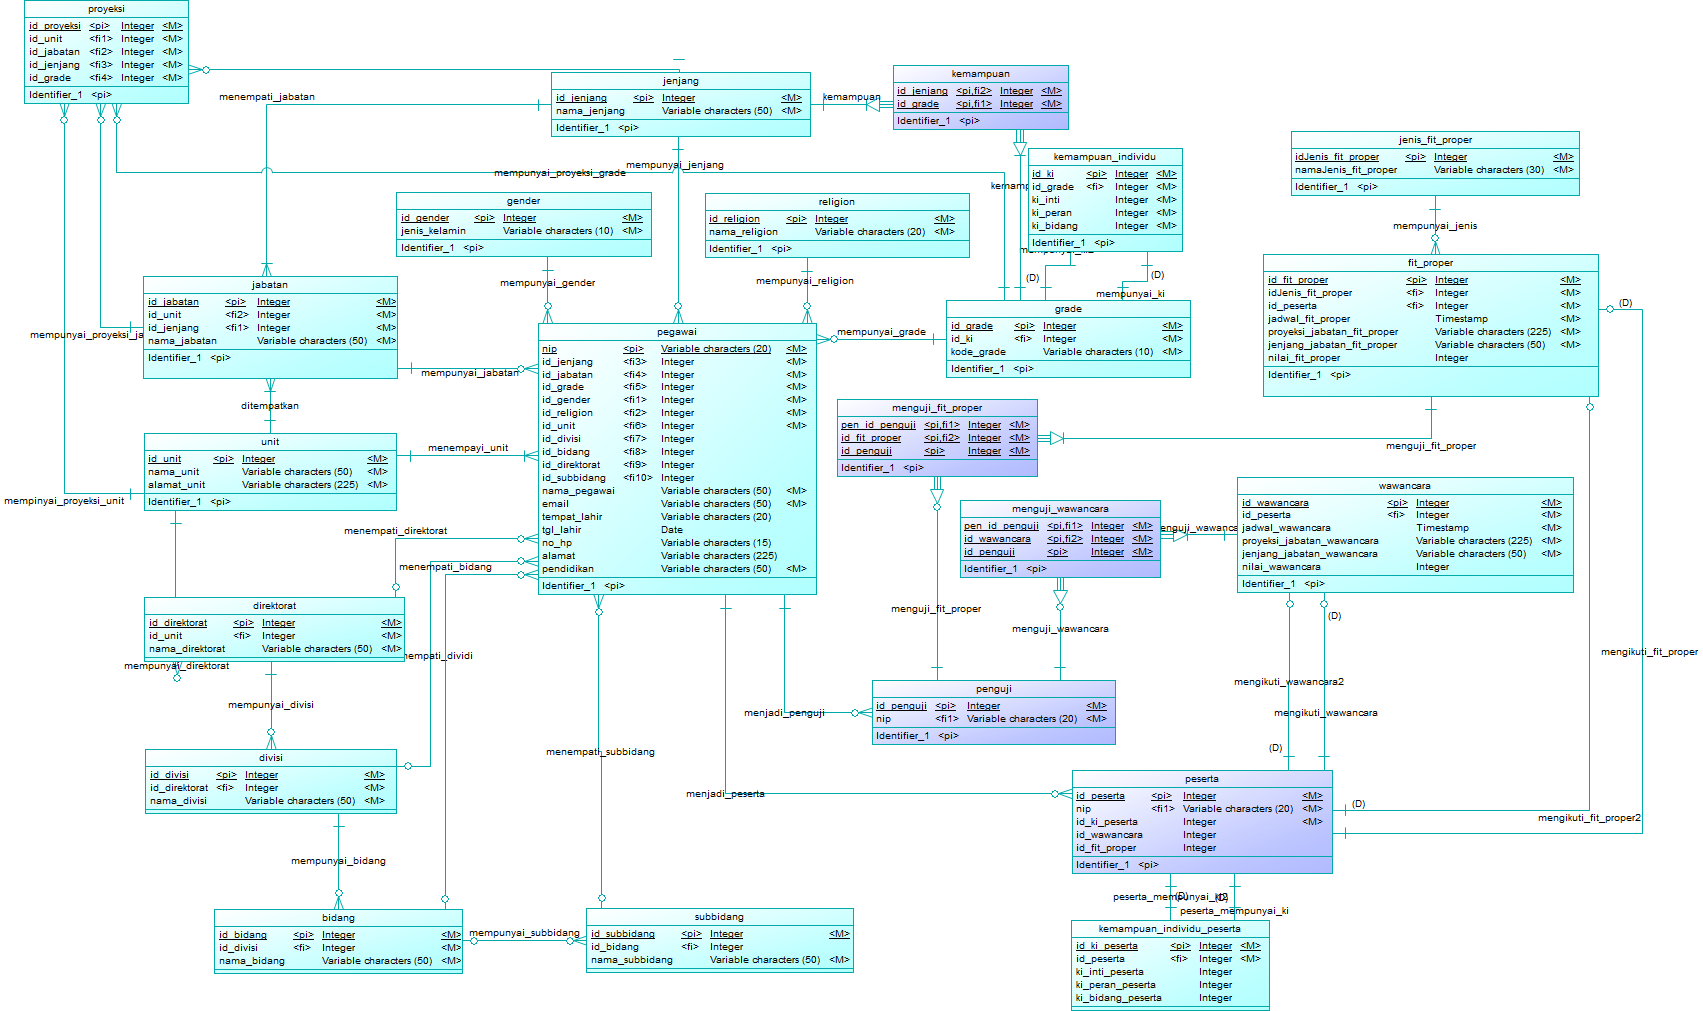 proyeksi
id_proyeksi <pi> Integer <M>
id_unit <fi1> Integer <M>
id_jabatan <fi2> Integer <M>
id_jenjang <fi3> Integer <M>
id_grade <fi4> Integer <M>
Identifier_1 <pi>
menempati_jabatan
jenjang
id_jenjang <pi> Integer <M>
nama_jenjang Variable characters (50) <M>
Identifier_1 <pi>
kemampuan
kemampuan
id_jenjang <pi,fi2> Integer <M>
id_grade <pi,fi1> Integer <M>
Identifier_1 <pi>
mempunyai_jenjang
mempunyai_proyeksi_grade
kemampuan_individu
id_ki <pi> Integer <M>
id_grade <fi> Integer <M>
ki_inti Integer <M>
ki_peran Integer <M>
ki_bidang Integer <M>
Identifier_1 <pi>
jenis_fit_proper
idJenis_fit_proper <pi> Integer <M>
namaJenis_fit_proper Variable characters (30) <M>
Identifier_1 <pi>
mempunyai_jenis
gender
id_gender <pi> Integer <M>
jenis_kelamin Variable characters (10) <M>
Identifier_1 <pi>
mempunyai_gender
religion
id_religion <pi> Integer <M>
nama_religion Variable characters (20) <M>
Identifier_1 <pi>
mempunyai_religion
(D)
(D)
mempunyai_ki
fit_proper
id_fit_proper <pi> Integer <M>
idJenis_fit_proper <fi> Integer <M>
id_peserta <fi> Integer <M>
jadwal_fit_proper Timestamp <M>
proyeksi_jabatan_fit_proper Variable characters (225) <M>
jenjang_jabatan_fit_proper Variable characters (50) <M>
nilai_fit_proper Integer
Identifier_1 <pi>
(D)
jabatan
id_jabatan <pi> Integer <M>
id_unit <fi2> Integer <M>
id_jenjang <fi1> Integer <M>
nama_jabatan Variable characters (50) <M>
Identifier_1 <pi>
mempunyai_proyeksi_ja
mempunyai_jabatan
ditempatkan
pegawai
nip <pi> Variable characters (20) <M>
id_jenjang <fi3> Integer <M>
id_jabatan <fi4> Integer <M>
id_grade <fi5> Integer <M>
id_gender <fi1> Integer <M>
id_religion <fi2> Integer <M>
id_unit <fi6> Integer <M>
id_divisi <fi7> Integer
id_bidang <fi8> Integer
id_direktorat <fi9> Integer
id_subbidang <fi10> Integer
nama_pegawai Variable characters (50) <M>
email Variable characters (50) <M>
tempat_lahir Variable characters (20)
tgl_lahir Date
no_hp Variable characters (15)
alamat Variable characters (225)
pendidikan Variable characters (50) <M>
Identifier_1 <pi>
mempunyai_grade
grade
id_grade <pi> Integer <M>
id_ki <fi> Integer <M>
kode_grade Variable characters (10) <M>
Identifier_1 <pi>
menguji_fit_proper
pen_id_penguji <pi,fi1> Integer <M>
id_fit_proper <pi,fi2> Integer <M>
id_penguji <pi> Integer <M>
Identifier_1 <pi>
menguji_fit_proper
unit
id_unit <pi> Integer <M>
nama_unit Variable characters (50) <M>
alamat_unit Variable characters (225) <M>
Identifier_1 <pi>
menempayi_unit
mempinyai_proyeksi_unit
menguji_wawancara
pen_id_penguji <pi,fi1> Integer <M>
id_wawancara <pi,fi2> Integer <M>
id_penguji <pi> Integer <M>
Identifier_1 <pi>
wawancara
id_wawancara <pi> Integer <M>
id_peserta <fi> Integer <M>
jadwal_wawancara Timestamp <M>
proyeksi_jabatan_wawancara Variable characters (225) <M>
jenjang_jabatan_wawancara Variable characters (50) <M>
nilai_wawancara Integer
Identifier_1 <pi>
menempati_direktorat
menempati_bidang
direktorat
id_direktorat <pi> Integer <M>
id_unit <fi> Integer <M>
nama_direktorat Variable characters (50) <M>
mempunyai_direktorat
empati_dividi
menguji_fit_proper
menguji_wawancara
(D)
mengikuti_fit_proper
mengikuti_wawancara2
mengikuti_wawancara
(D)
mempunyai_divisi
penguji
id_penguji <pi> Integer <M>
nip <fi1> Variable characters (20) <M>
Identifier_1 <pi>
menjadi_penguji
menempati_subbidang
divisi
id_divisi <pi> Integer <M>
id_direktorat <fi> Integer <M>
nama_divisi Variable characters (50) <M>
menjadi_peserta
peserta
id_peserta <pi> Integer <M>
nip <fi1> Variable characters (20) <M>
id_ki_peserta Integer <M>
id_wawancara Integer
id_fit_proper Integer
Identifier_1 <pi>
(D)
mengikuti_fit_proper2
mempunyai_bidang
peserta_mempunyai_ki2
peserta_mempunyai_ki
bidang
id_bidang <pi> Integer <M>
id_divisi <fi> Integer <M>
nama_bidang Variable characters (50) <M>
mempunyai_subbidang
subbidang
id_subbidang <pi> Integer <M>
id_bidang <fi> Integer
nama_subbidang Variable characters (50) <M>
kemampuan_individu_peserta
id_ki_peserta <pi> Integer <M>
id_peserta <fi> Integer <M>
ki_inti_peserta Integer
ki_peran_peserta Integer
ki_bidang_peserta Integer